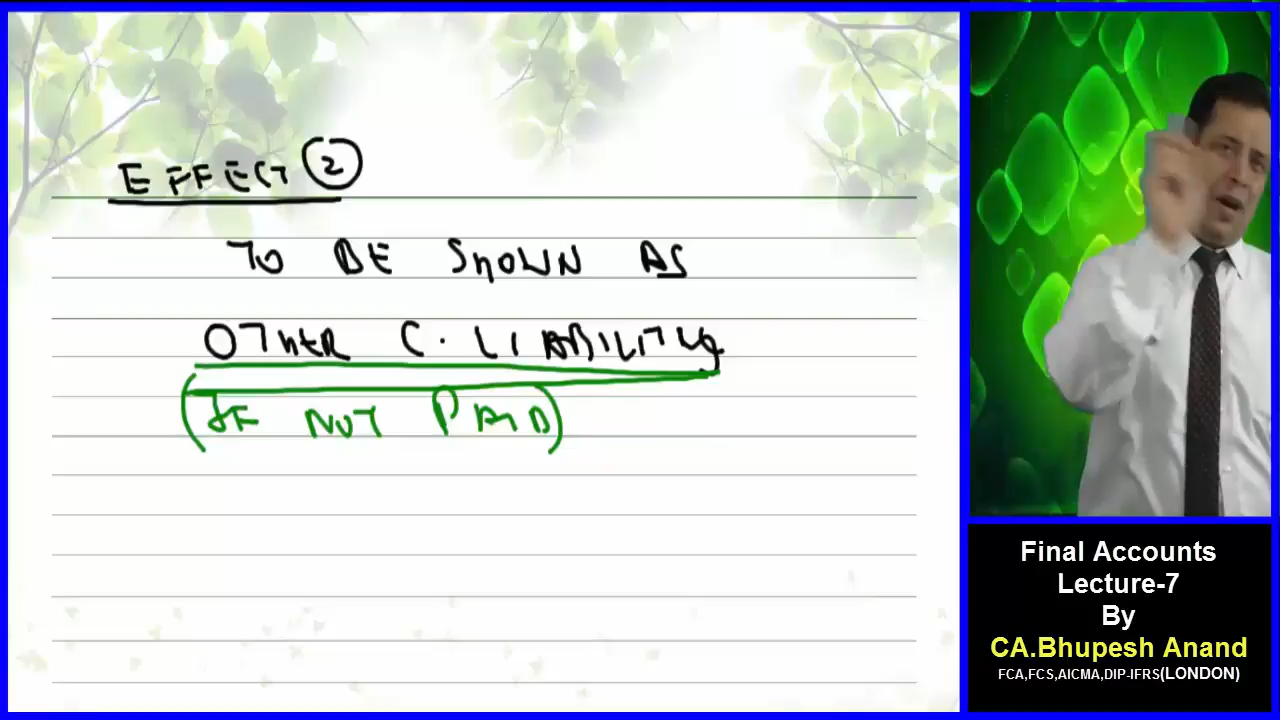 EFFECT 2
TO BE SHOWN AS
OTHER C. LIABILITY
(IF NOT PAID)
Final Accounts
Lecture-7
By
CA.Bhupesh Anand
FCA,FCS,AICMA,DIP-IFRS(LONDON)